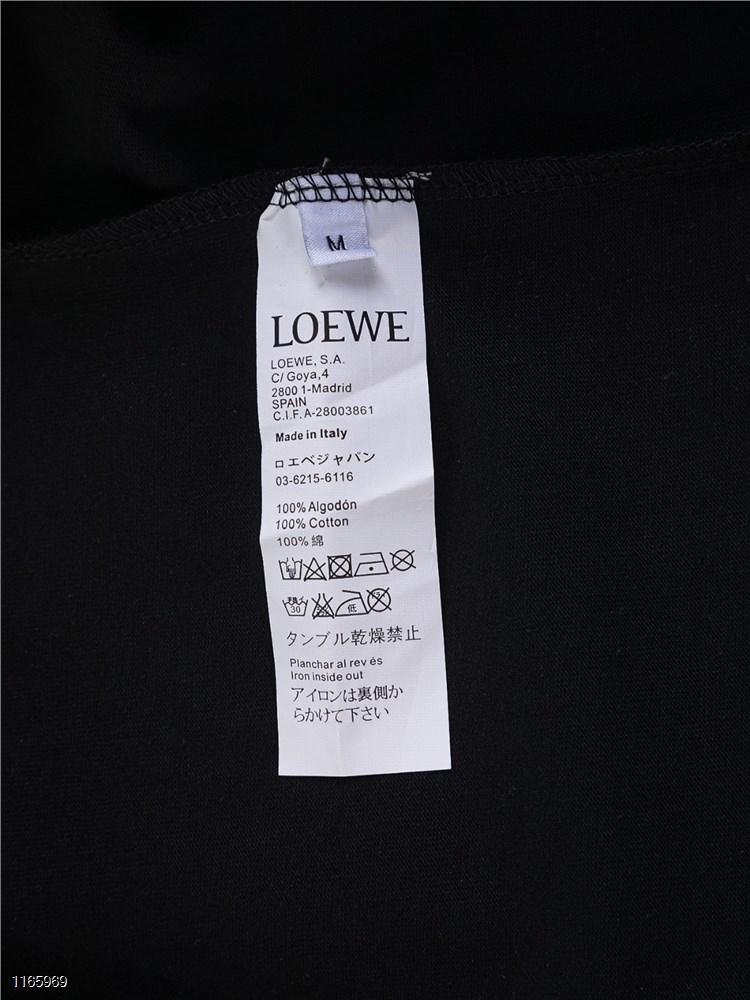 M
LOEWE
LOEWE, S.A.
C/ Goya,4
2800 1-Madrid
SPAIN
C.I.F. A-28003861
Made in Italy
ロエベジャパン
03-6215-6116
100% Algodón
100% Cotton
100% 綿
30
低
タンブル乾燥禁止
Planchar al rev és
Iron inside out
アイロンは裏側か
らかけて下さい
1165969